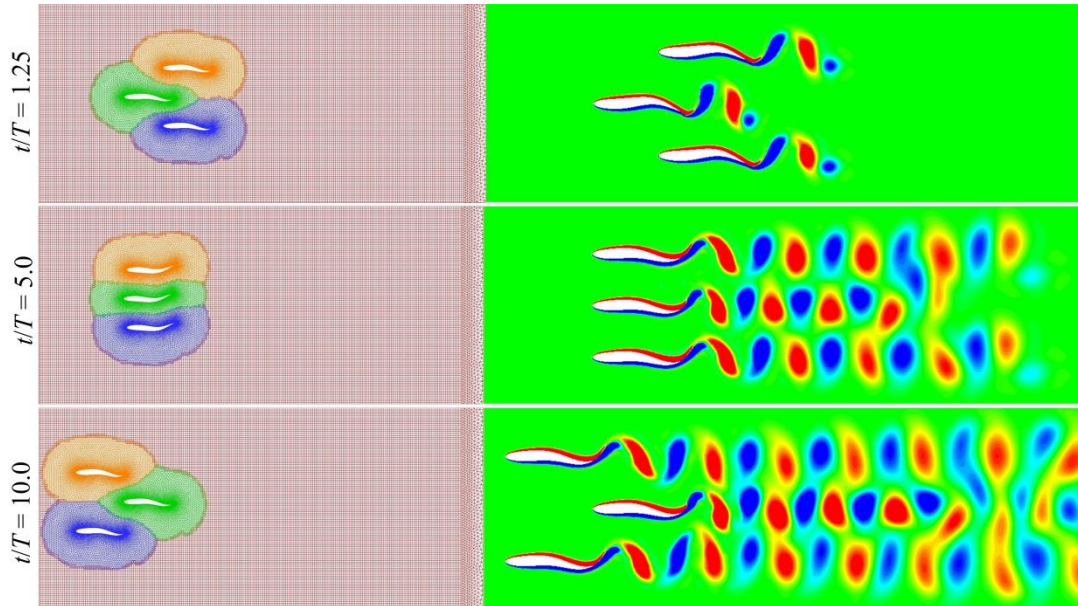 t/T = 1.25
t/T = 5.0
t/T = 10.0